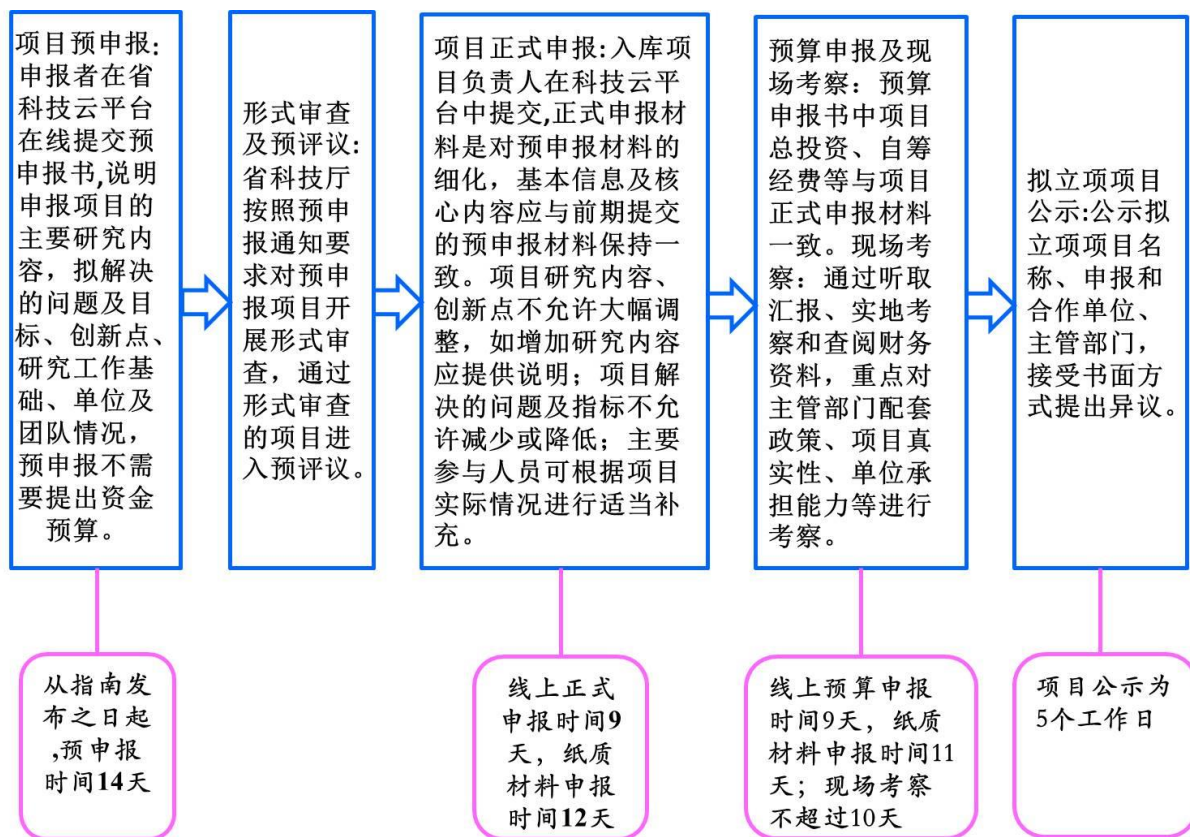 项目预申报：
申报者在省
科技云平台
在线提交预
申报书,说明
申报项目的
主要研究内
容，拟解决
的问题及目
标、创新点、
研究工作基
础、单位及
团队情况，
预申报不需
要提出资金
预算。
形式审查
及预评议：
省科技厅
按照预申
报通知要
求对预申
报项目开
展形式审
查，通过
形式审查
的项目进
入预评议。
项目正式申报:入库项
目负责人在科技云平
台中提交,正式申报材
料是对预申报材料的
细化，基本信息及核
心内容应与前期提交
的预申报材料保持一
致。项目研究内容、
创新点不允许大幅调
整，如增加研究内容
应提供说明；项目解
决的问题及指标不允
许减少或降低；主要
参与人员可根据项目
实际情况进行适当补
充。
预算申报及现
场考察：预算
申报书中项目
总投资、自筹
经费等与项目
正式申报材料
一致。现场考
察：通过听取
汇报、实地考
察和查阅财务
资料，重点对
主管部门配套
政策、项目真
实性、单位承
担能力等进行
考察。
拟立项项目
公示:公示拟
立项项目名
称、申报和
合作单位、
主管部门，
接受书面方
式提出异议。
从指南发
布之日起
,预申报
时间14天
线上正式
申报时间9
天，纸质
材料申报
时间12天
线上预算申报
时间9天，纸质
材料申报时间11
天；现场考察
不超过10天
项目公示为
5个工作日